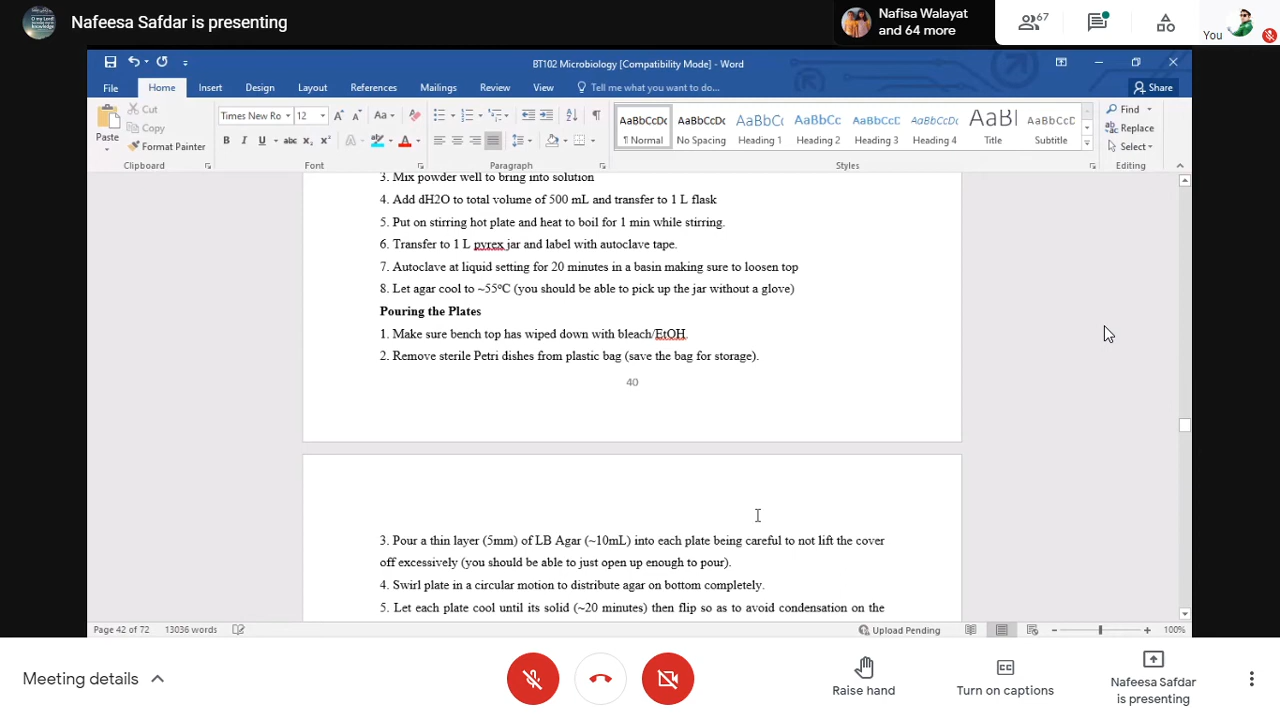 Nafeesa Safdar is presenting
Nafisa Walayat
and 64 more
67
You
BT102 Microbiology [Compatibility Mode] - Word
File
Home
Insert
Design
Layout
References
Mailings
Review
View
Tell me what you want to do...
Share
Paste
Cut
Copy
Format Painter
Times New Ro
12
Aa
B I U abc x₂ x²
A
AaBbCcDc
AaBbCcDc
AaBbC
AaBbCc
AaBbCcD
AaBbCcDc
AaBl
AaBbCcD
¶ Normal
No Spacing
Heading 1
Heading 2
Heading 3
Heading 4
Title
Subtitle
Find
Replace
Select
Clipboard
Font
Paragraph
Styles
Editing
3. Mix powder well to bring into solution
4. Add dH2O to total volume of 500 mL and transfer to 1 L flask
5. Put on stirring hot plate and heat to boil for 1 min while stirring.
6. Transfer to 1 L pyrex jar and label with autoclave tape.
7. Autoclave at liquid setting for 20 minutes in a basin making sure to loosen top
8. Let agar cool to ~55ºC (you should be able to pick up the jar without a glove)
Pouring the Plates
1. Make sure bench top has wiped down with bleach/EtOH.
2. Remove sterile Petri dishes from plastic bag (save the bag for storage).
40
3. Pour a thin layer (5mm) of LB Agar (~10mL) into each plate being careful to not lift the cover
off excessively (you should be able to just open up enough to pour).
4. Swirl plate in a circular motion to distribute agar on bottom completely.
5. Let each plate cool until its solid (~20 minutes) then flip so as to avoid condensation on the
Page 42 of 72
13036 words
Upload Pending
100%
Meeting details
Raise hand
Turn on captions
Nafeesa Safdar
is presenting